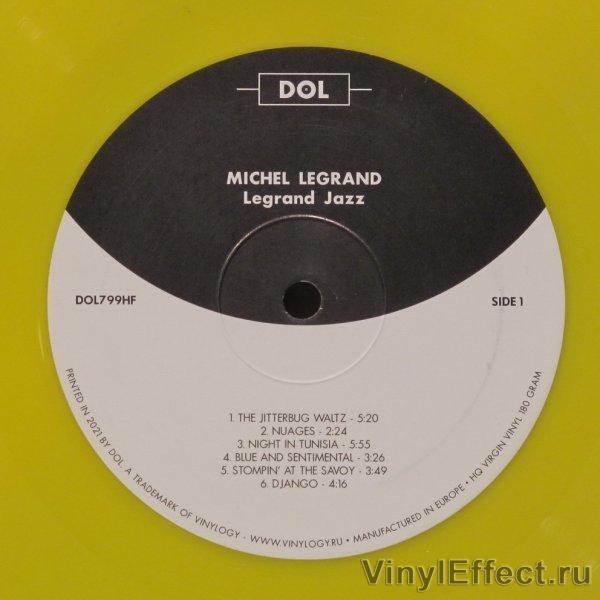 DOL
MICHEL LEGRAND
Legrand Jazz
DOL799HF
SIDE 1
1. THE JITTERBUG WALTZ - 5:20
2. NUAGES - 2:24
3. NIGHT IN TUNISIA - 5:55
4. BLUE AND SENTIMENTAL - 3:26
5. STOMPIN' AT THE SAVOY - 3:49
6. DJANGO - 4:16
PRINTED IN 2021 BY DOL, A TRADEMARK OF VINYLOGY - WWW.VINYLOGY.RU • MANUFACTURED IN EUROPE • HQ VIRGIN VINYL 180 GRAM
VinylEffect.ru